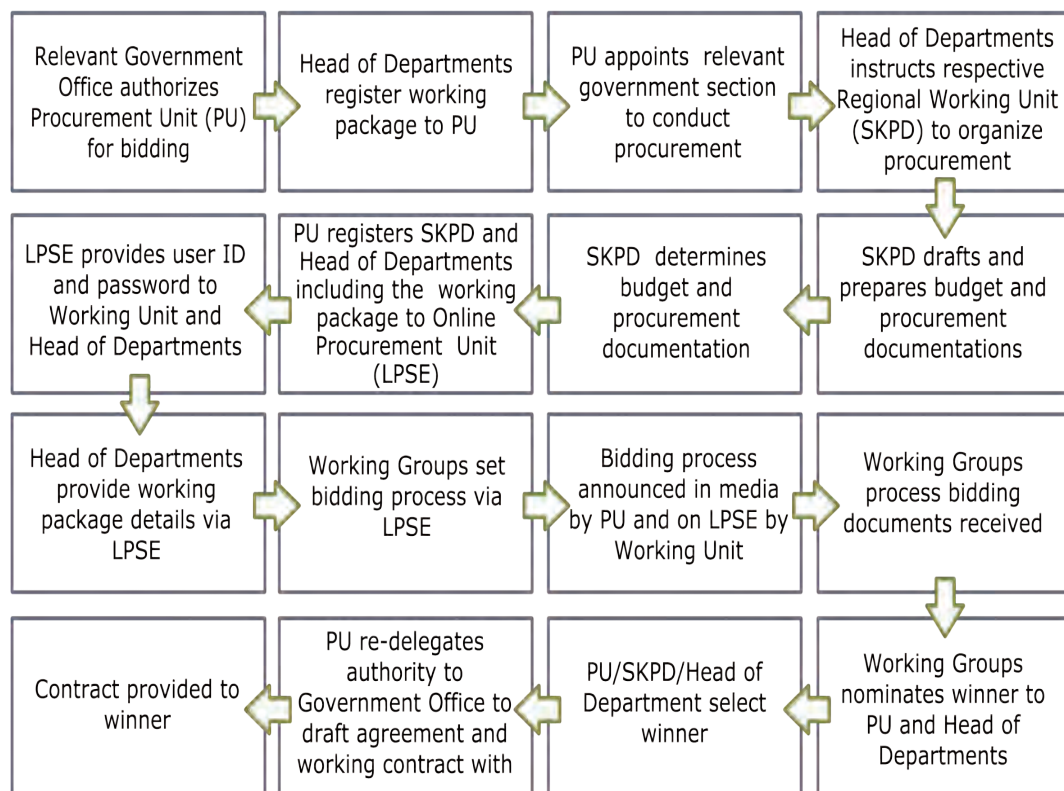 Relevant Government
Office authorizes
Procurement Unit (PU)
for bidding
Head of Departments
register working
package to PU
PU appoints relevant
government section
to conduct
procurement
Head of Departments
instructs respective
Regional Working Unit
(SKPD) to organize
procurement
SKPD drafts and
prepares budget and
procurement
documentations
SKPD determines
budget and
procurement
documentation
PU registers SKPD and
Head of Departments
including the working
package to Online
Procurement Unit
(LPSE)
LPSE provides user ID
and password to
Working Unit and
Head of Departments
Head of Departments
provide working
package details via
LPSE
Working Groups set
bidding process via
LPSE
Bidding process
announced in media
by PU and on LPSE by
Working Unit
Working Groups
process bidding
documents received
Working Groups
nominates winner to
PU and Head of
Departments
PU/SKPD/Head of
Department select
winner
PU re-delegates
authority to
Government Office to
draft agreement and
working contract with
Contract provided to
winner